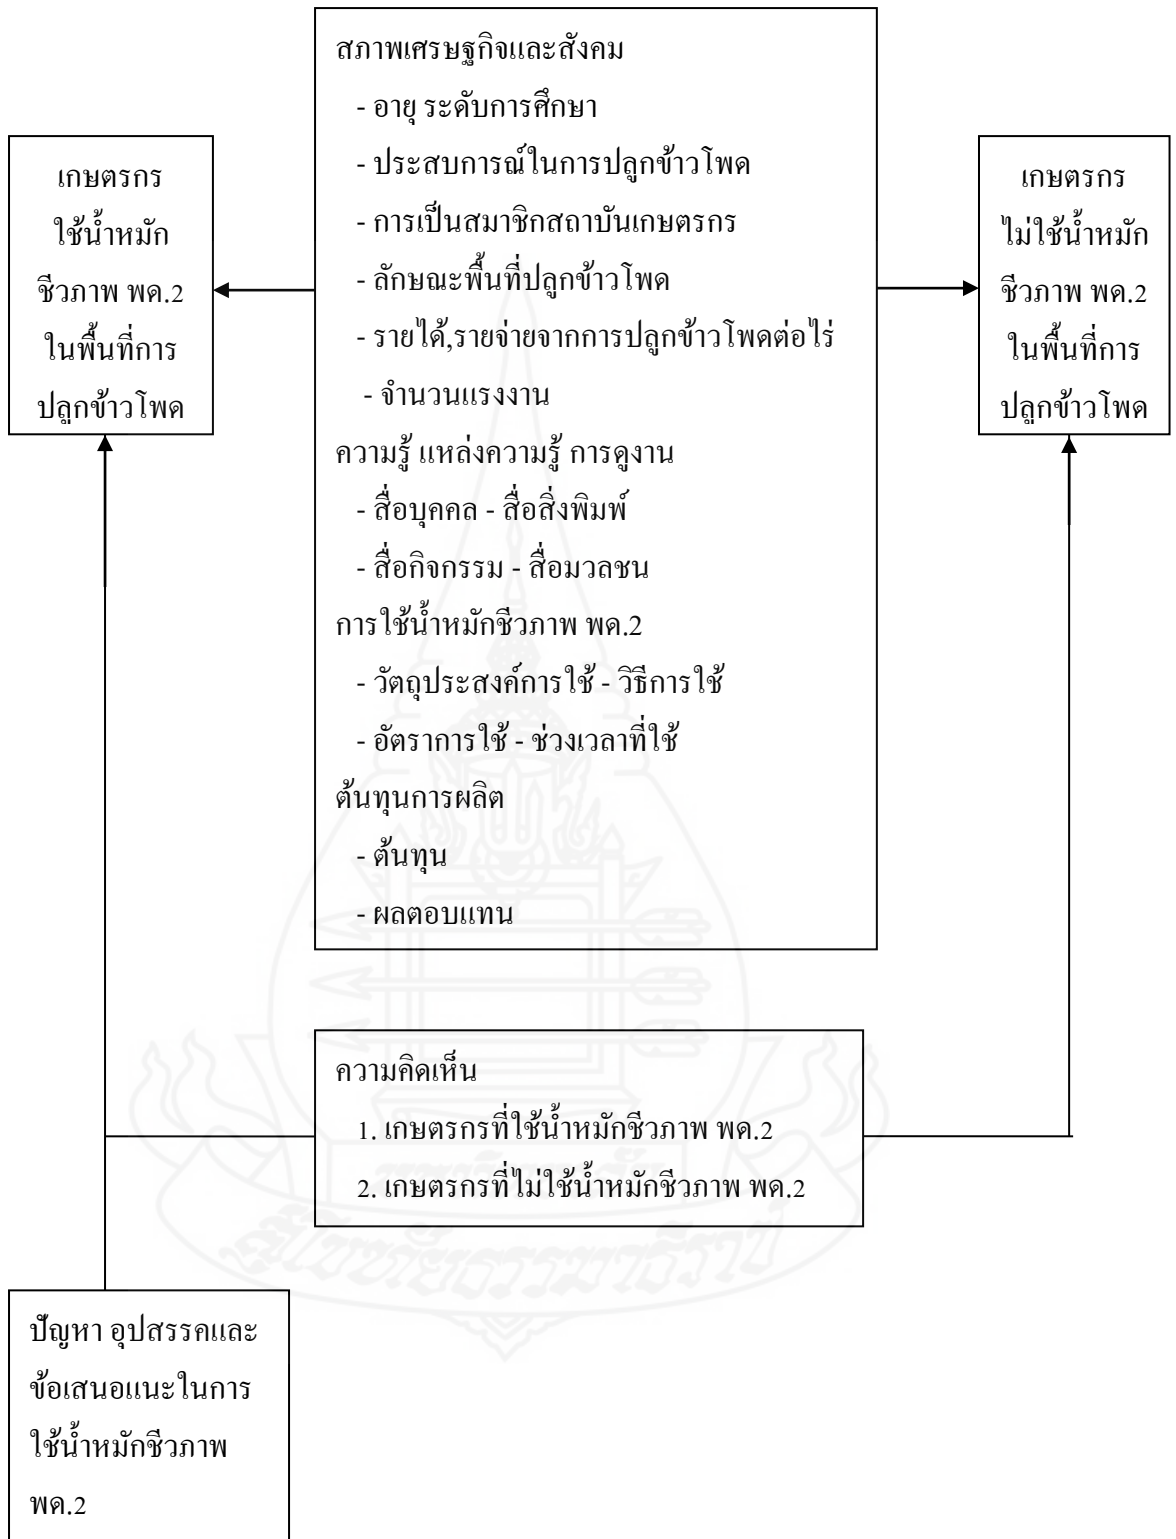 สภาพเศรษฐกิจและสังคม
- อายุ ระดับการศึกษา
- ประสบการณ์ในการปลูกข้าวโพด
- การเป็นสมาชิกสถาบันเกษตรกร
- ลักษณะพื้นที่ปลูกข้าวโพด
- รายได้,รายจ่ายจากการปลูกข้าวโพดต่อไร่
- จำนวนแรงงาน
ความรู้ แหล่งความรู้ การดูงาน
- สื่อบุคคล - สื่อสิ่งพิมพ์
- สื่อกิจกรรม - สื่อมวลชน
การใช้น้ำหมักชีวภาพ พด.2
- วัตถุประสงค์การใช้ - วิธีการใช้
- อัตราการใช้ - ช่วงเวลาที่ใช้
ต้นทุนการผลิต
- ต้นทุน
- ผลตอบแทน
เกษตรกร
ใช้น้ำหมัก
ชีวภาพ พด.2
ในพื้นที่การ
ปลูกข้าวโพด
เกษตรกร
ไม่ใช้น้ำหมัก
ชีวภาพ พด.2
ในพื้นที่การ
ปลูกข้าวโพด
ความคิดเห็น
1. เกษตรกรที่ใช้น้ำหมักชีวภาพ พด.2
2. เกษตรกรที่ไม่ใช้น้ำหมักชีวภาพ พด.2
ปัญหา อุปสรรคและ
ข้อเสนอแนะในการ
ใช้น้ำหมักชีวภาพ
พด.2